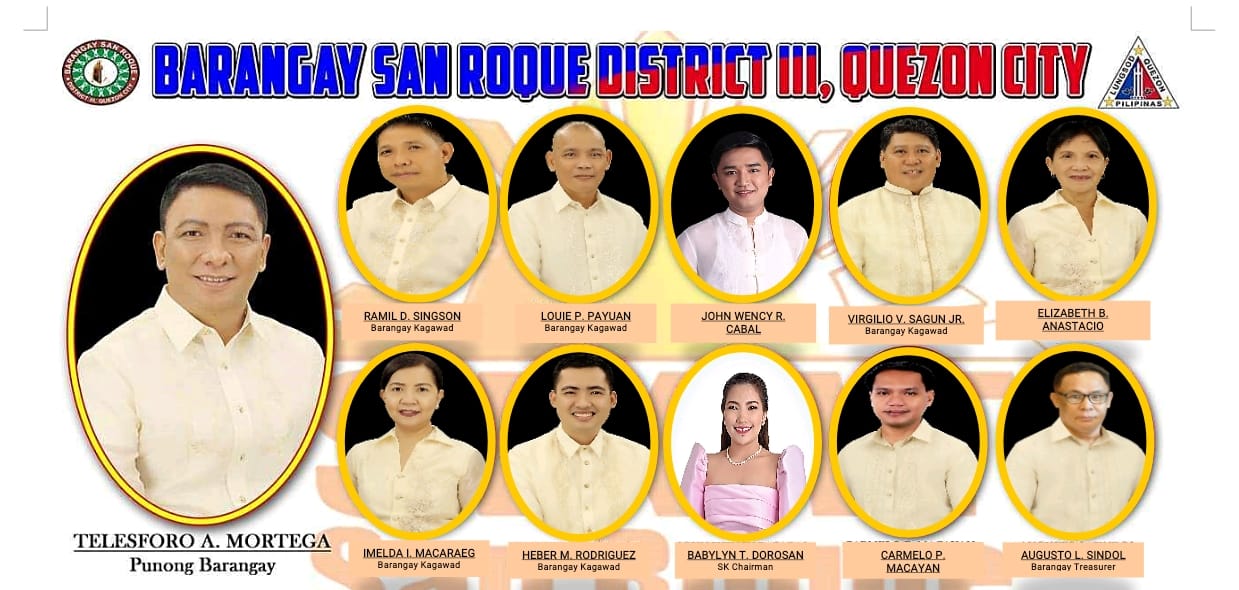 BARANGAY SAN ROQUE
DISTRICT III, QUEZON CITY
BARANGAY SAN ROQUE DISTRICT III, QUEZON CITY
LUNGSOD QUEZON
PILIPINAS
RAMIL D. SINGSON
Barangay Kagawad
LOUIE P. PAYUAN
Barangay Kagawad
JOHN WENCY R.
CABAL
VIRGILIO V. SAGUN JR.
Barangay Kagawad
ELIZABETH B.
ANASTACIO
TELESFORO A. MORTEGA
Punong Barangay
IMELDA I. MACARAEG
Barangay Kagawad
HEBER M. RODRIGUEZ
Barangay Kagawad
BABYLYN T. DOROSAN
SK Chairman
CARMELO P.
MACAYAN
AUGUSTO L. SINDOL
Barangay Treasurer